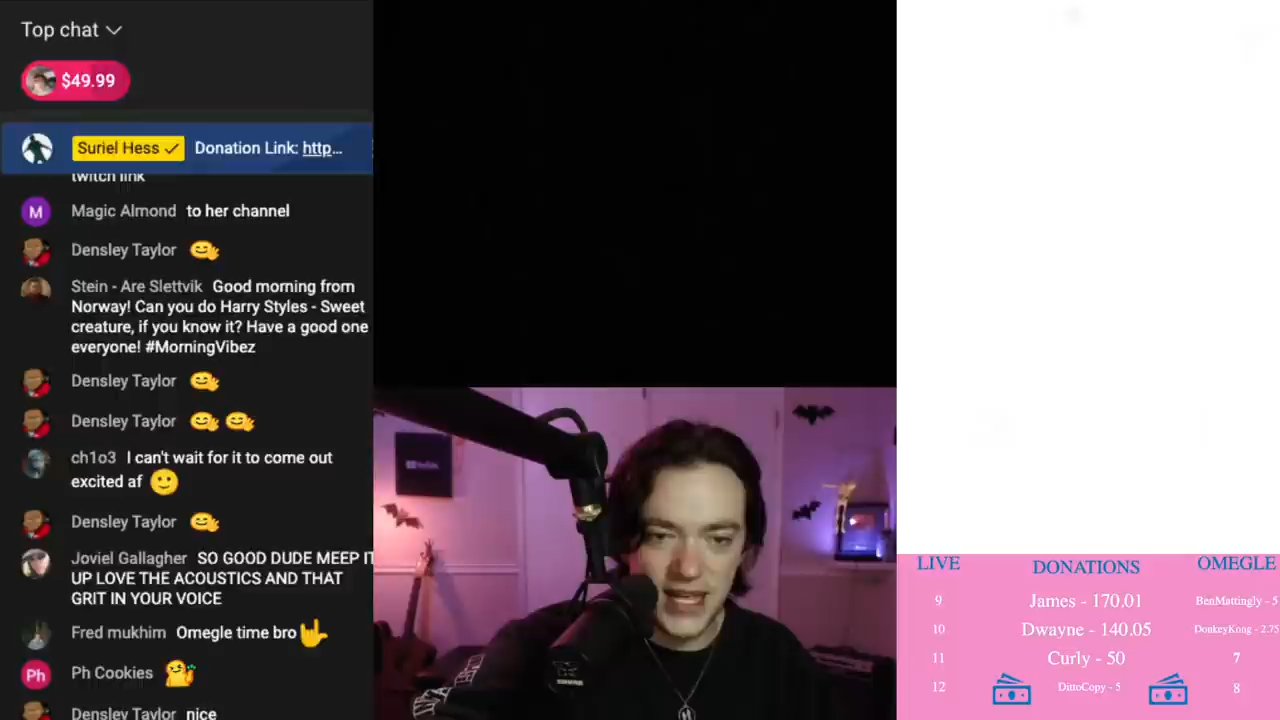 Top chat
$49.99
Suriel Hess Donation Link: http...
twitch link
Magic Almond to her channel
Densley Taylor
Stein - Are Slettvik Good morning from
Norway! Can you do Harry Styles - Sweet
creature, if you know it? Have a good one
everyone! #MorningVibez
Densley Taylor
Densley Taylor
ch1o3 I can't wait for it to come out
excited af
Densley Taylor
Joviel Gallagher SO GOOD DUDE MEEP IT
UP LOVE THE ACOUSTICS AND THAT
GRIT IN YOUR VOICE
Fred mukhim Omegle time bro
Ph Cookies
Densley Taylor nice
M
Ph
SHURE
LIVE DONATIONS OMEGLE
9 James - 170.01 BenMattingly - 5
10 Dwayne - 140.05 DonkeyKong - 2.75
11 Curly - 50 7
12 DittoCopy - 5 8